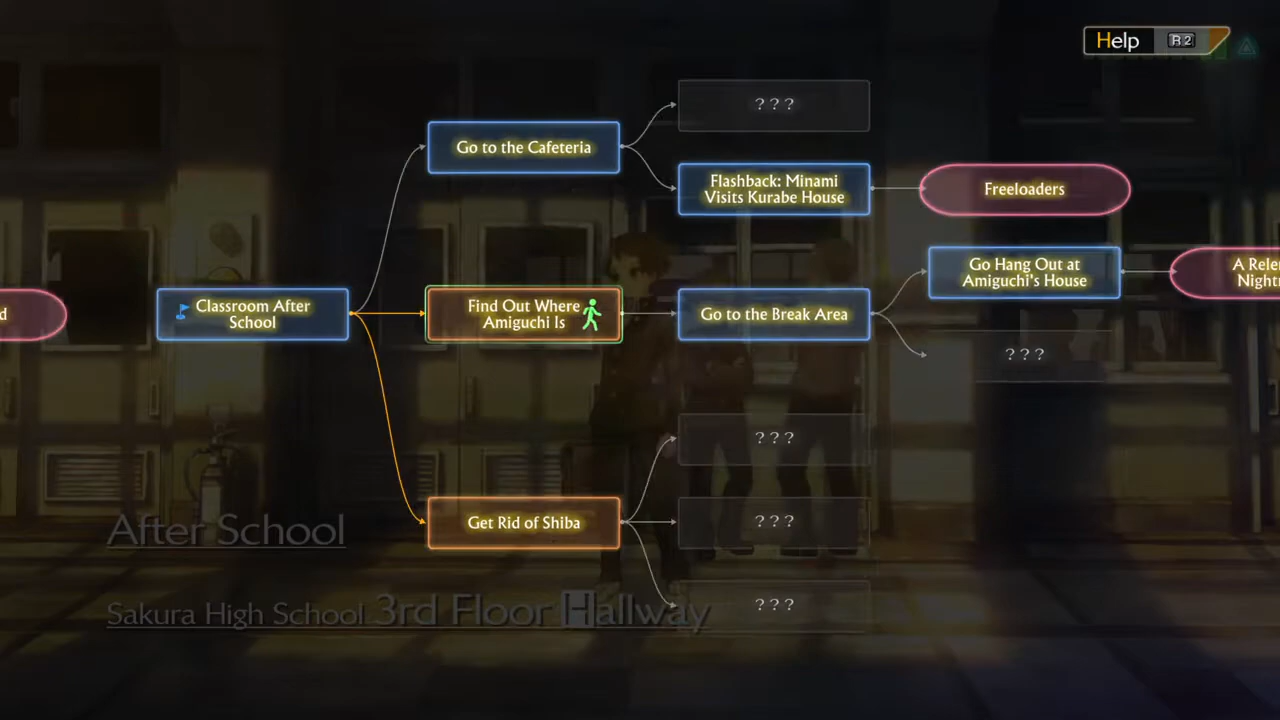 Help R2
???
Go to the Cafeteria
Flashback: Minami
Visits Kurabe House
Freeloaders
Go Hang Out at
Amiguchi's House
A Rele
Night
d
Classroom After
School
Find Out Where
Amiguchi Is
Go to the Break Area
???
???
Get Rid of Shiba
???
???
After School
Sakura High School 3rd Floor Hallway